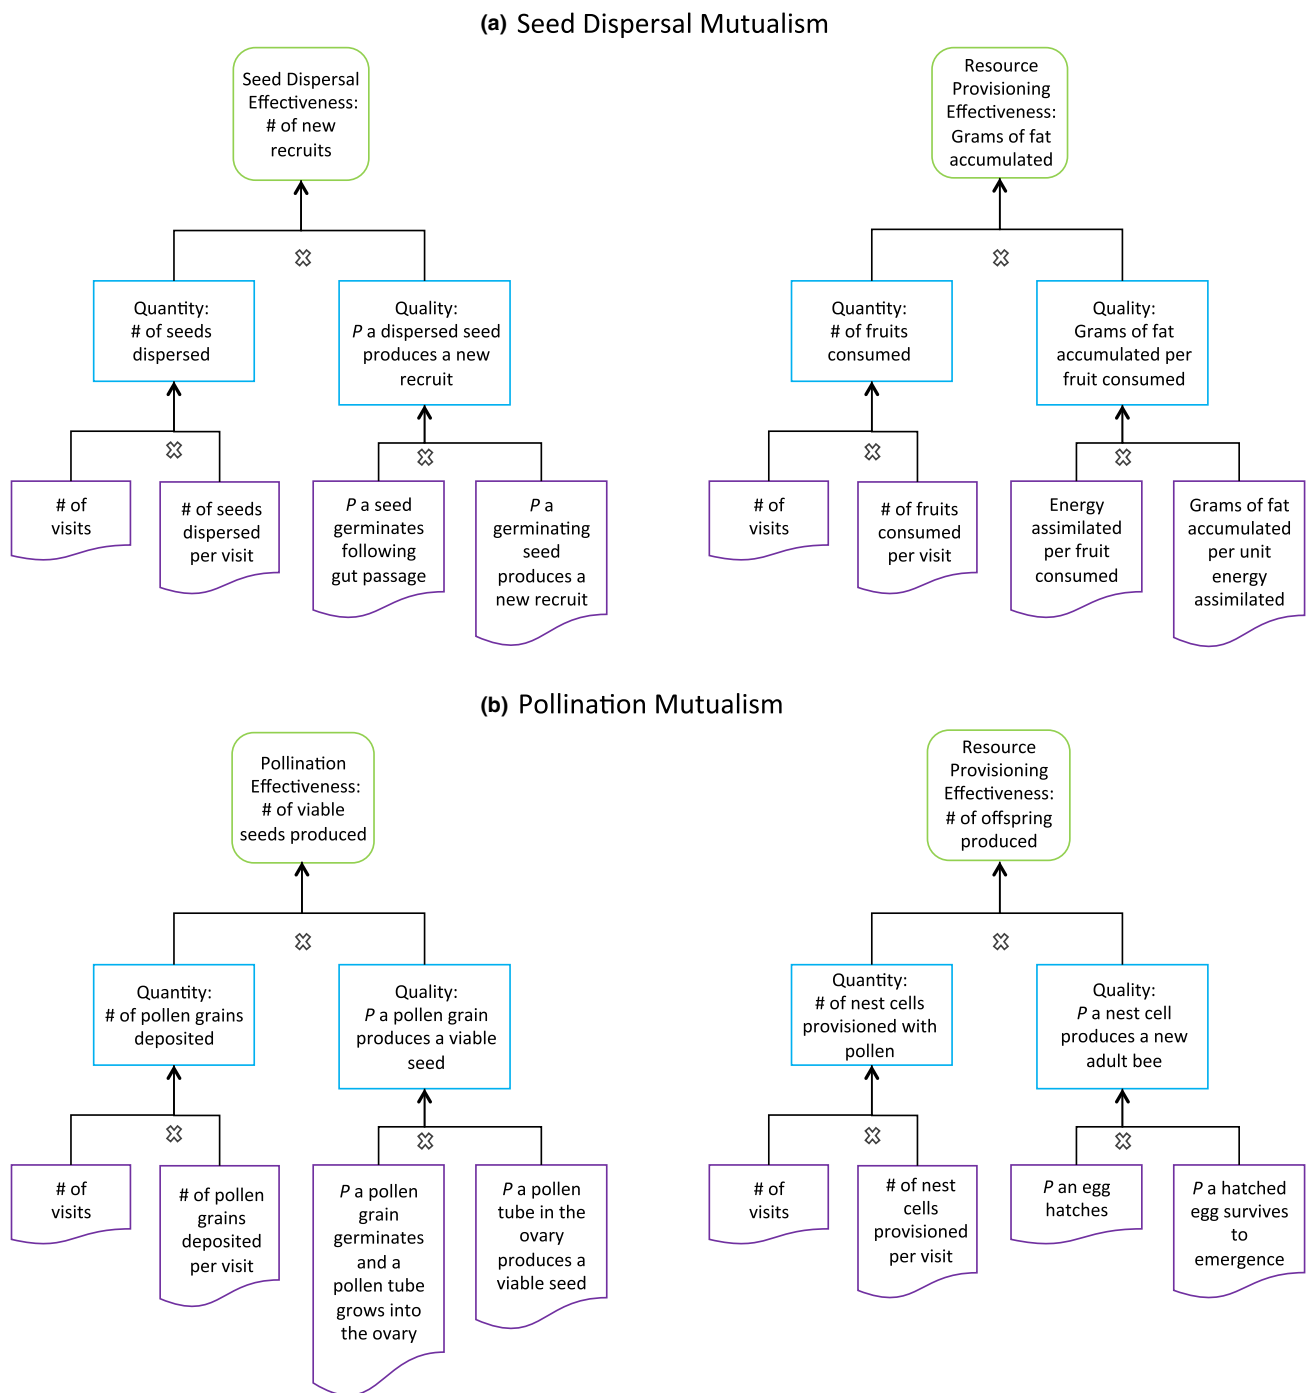 (a) Seed Dispersal Mutualism
Seed Dispersal
Effectiveness:
# of new
recruits
Quantity:
# of seeds
dispersed
Quality:
P a dispersed seed
produces a new
recruit
# of
visits
# of seeds
dispersed
per visit
P a seed
germinates
following
gut passage
P a
germinating
seed
produces a
new recruit
Resource
Provisioning
Effectiveness:
Grams of fat
accumulated
Quantity:
# of fruits
consumed
Quality:
Grams of fat
accumulated per
fruit consumed
# of
visits
# of fruits
consumed
per visit
Energy
assimilated
per fruit
consumed
Grams of fat
accumulated
per unit
energy
assimilated
(b) Pollination Mutualism
Pollination
Effectiveness:
# of viable
seeds produced
Quantity:
# of pollen grains
deposited
Quality:
P a pollen grain
produces a viable
seed
# of
visits
# of pollen
grains
deposited
per visit
P a pollen
grain
germinates
and a
pollen tube
grows into
the ovary
P a pollen
tube in the
ovary
produces a
viable seed
Resource
Provisioning
Effectiveness:
# of offspring
produced
Quantity:
# of nest cells
provisioned with
pollen
Quality:
P a nest cell
produces a new
adult bee
# of
visits
# of nest
cells
provisioned
per visit
P an egg
hatches
P a hatched
egg survives
to
emergence